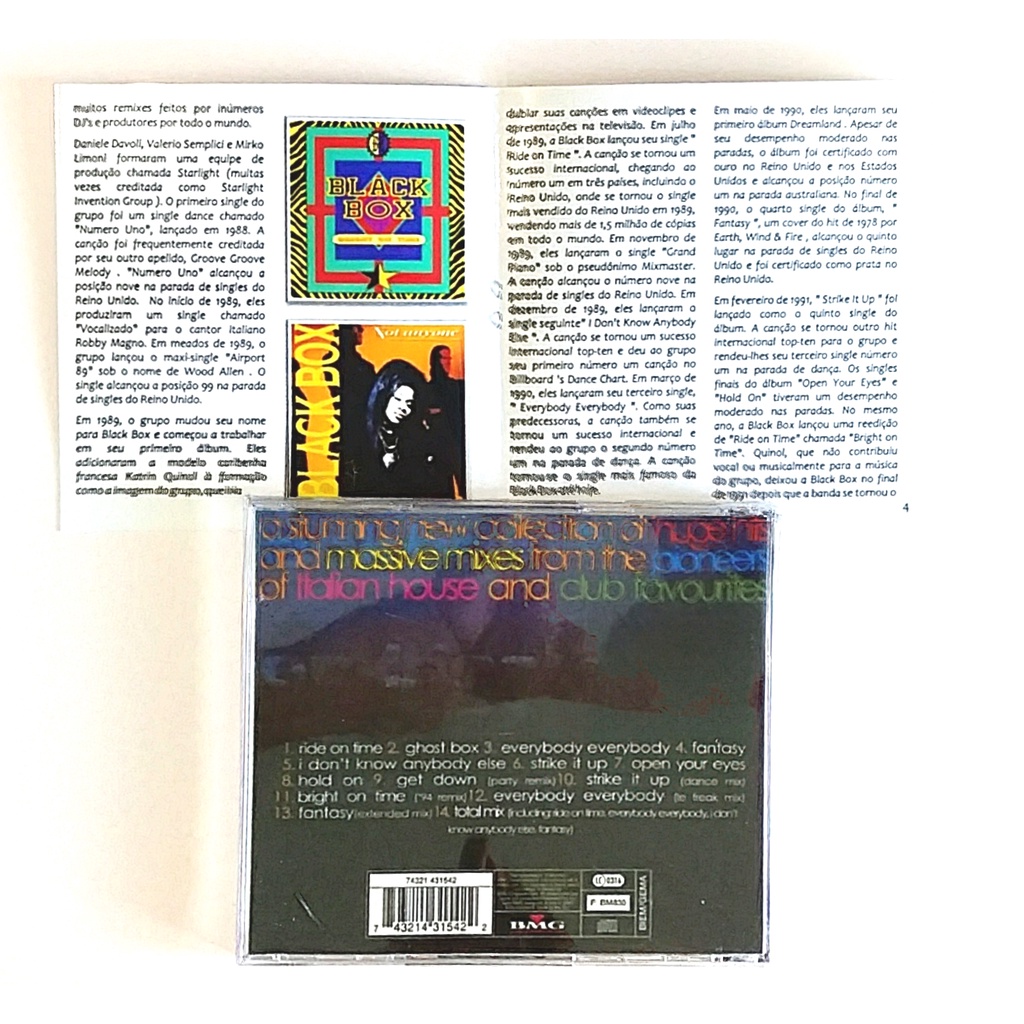 muitos remixes feitos por inúmeros
DJ's e produtores por todo o mundo.
Daniele Davoli, Valerio Semplici e Mirko
Limoni formaram uma equipe de
produção chamada Starlight (muitas
vezes creditada como Starlight
Invention Group ). O primeiro single do
grupo foi um single dance chamado
"Numero Uno", lançado em 1988. A
canção foi frequentemente creditada
por seu outro apelido, Groove Groove
Melody . "Numero Uno" alcançou a
posição nove na parada de singles do
Reino Unido. No início de 1989, eles
produziram um single chamado
"Vocalizado" para o cantor italiano
Robby Magno. Em meados de 1989, o
grupo lançou o maxi-single "Airport
89" sob o nome de Wood Allen . O
single alcançou a posição 99 na parada
de singles do Reino Unido.
Em 1989, o grupo mudou seu nome
para Black Box e começou a trabalhar
em seu primeiro álbum. Eles
adicionaram a modelo caribenha
francesa Katrin Quinol à formação
como a imagem do grupo, que iria
BLACK
BOX
BLACK BOX
Not anyone
dublar suas canções em videoclipes e
apresentações na televisão. Em julho
de 1989, a Black Box lançou seu single "
Ride on Time ". A canção se tornou um
sucesso internacional, chegando ao
número um em três países, incluindo o
Reino Unido, onde se tornou o single
mais vendido do Reino Unido em 1989,
vendendo mais de 1,5 milhão de cópias
em todo o mundo. Em novembro de
1989, eles lançaram o single "Grand
Piano" sob o pseudônimo Mixmaster.
A canção alcançou o número nove na
parada de singles do Reino Unido. Em
dezembro de 1989, eles lançaram o
single seguinte" I Don't Know Anybody
Else ". A canção se tornou um sucesso
internacional top-ten e deu ao grupo
seu primeiro número um canção no
Billboard 's Dance Chart. Em março de
1990, eles lançaram seu terceiro single,
" Everybody Everybody ". Como suas
predecessoras, a canção também se
tornou um sucesso internacional e
rendeu ao grupo o segundo número
um na parada de dança. A canção
tornou-se o single mais famoso da
Black Box até hoje.
Em maio de 1990, eles lançaram seu
primeiro álbum Dreamland . Apesar de
seu desempenho moderado nas
paradas, o álbum foi certificado com
ouro no Reino Unido e nos Estados
Unidos e alcançou a posição número
um na parada australiana. No final de
1990, o quarto single do álbum, "
Fantasy ", um cover do hit de 1978 por
Earth, Wind & Fire , alcançou o quinto
lugar na parada de singles do Reino
Unido e foi certificado como prata no
Reino Unido.
Em fevereiro de 1991, " Strike It Up " foi
lançado como o quinto single do
álbum. A canção se tornou outro hit
internacional top-ten para o grupo e
rendeu-lhes seu terceiro single número
um na parada de dança. Os singles
finais do álbum "Open Your Eyes" e
"Hold On" tiveram um desempenho
moderado nas paradas. No mesmo
ano, a Black Box lançou uma reedição
de "Ride on Time" chamada "Bright on
Time". Quinol, que não contribuiu
vocal ou musicalmente para a música
do grupo, deixou a Black Box no final
de 1991 depois que a banda se tornou o
4
a stunning new collection of huge hits
and massive mixes from the pioneers
of italian house and club favourites
1. ride on time 2. ghost box 3. everybody everybody 4. fantasy
5. i don't know anybody else 6. strike it up 7. open your eyes
8. hold on 9. get down (party remix) 10. strike it up (dance mix)
11. bright on time ('94 remix) 12. everybody everybody (le freak mix)
13. fantasy (extended mix) 14. total mix (including ride on time, everybody everybody, i don't
know anybody else, fantasy)
74321 431542
7 43214 31542 2
BMG
LC 0316
P BM830
BIEM/GEMA